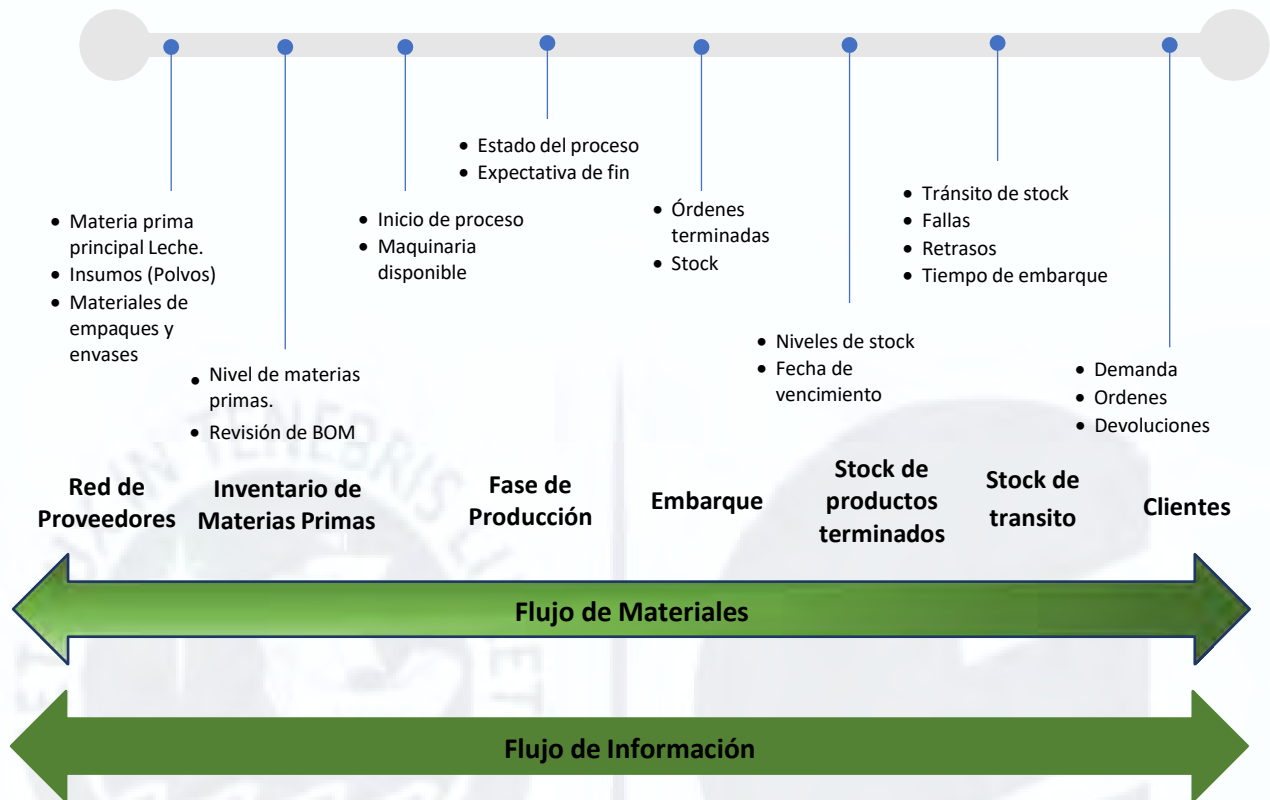 • Materia prima
principal Leche.
• Insumos (Polvos)
• Materiales de
empaques y
envases
• Nivel de materias
primas.
• Revisión de BOM
• Inicio de proceso
• Maquinaria
disponible
• Estado del proceso
• Expectativa de fin
• Órdenes
terminadas
• Stock
• Niveles de stock
• Fecha de
vencimiento
• Tránsito de stock
• Fallas
• Retrasos
• Tiempo de embarque
• Demanda
• Ordenes
• Devoluciones
Red de
Proveedores
Inventario de
Materias Primas
Fase de
Producción
Embarque
Stock de
productos
terminados
Stock de
transito
Clientes
Flujo de Materiales
Flujo de Información
TENEBRIS